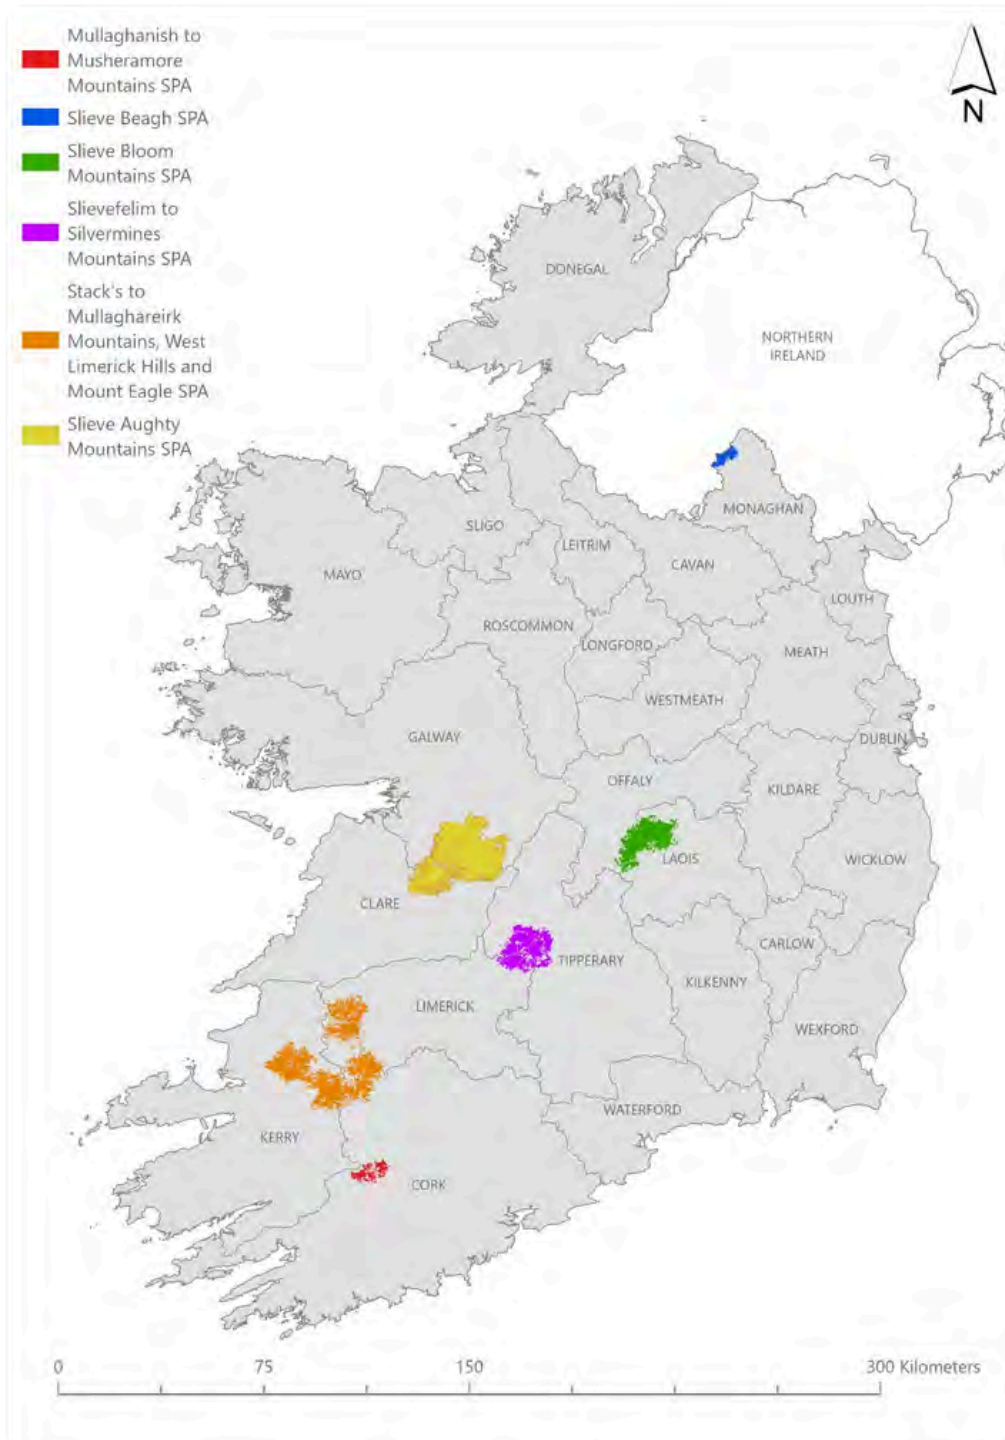 Mullaghanish to
Musheramore
Mountains SPA
Slieve Beagh SPA
Slieve Bloom
Mountains SPA
Slievefelim to
Silvermines
Mountains SPA
Stack's to
Mullaghareirk
Mountains, West
Limerick Hills and
Mount Eagle SPA
Slieve Aughty
Mountains SPA
N
DONEGAL
NORTHERN
IRELAND
MONAGHAN
SLIGO
LEITRIM
CAVAN
MAYO
LOUTH
ROSCOMMON
LONGFORD
MEATH
WESTMEATH
GALWAY
DUBLIN
OFFALY
KILDARE
LAOIS
WICKLOW
CLARE
CARLOW
TIPPERARY
KILKENNY
LIMERICK
WEXFORD
WATERFORD
KERRY
CORK
0 75 150 300 Kilometers